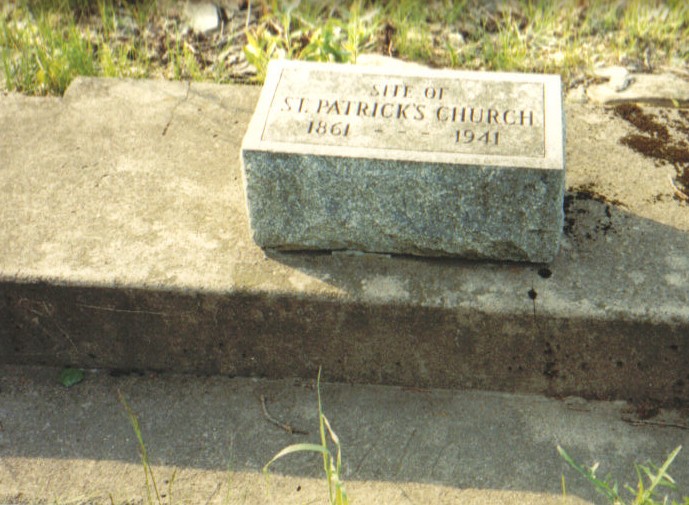 SITE OF
ST. PATRICK'S CHURCH
1861 - - - 1941